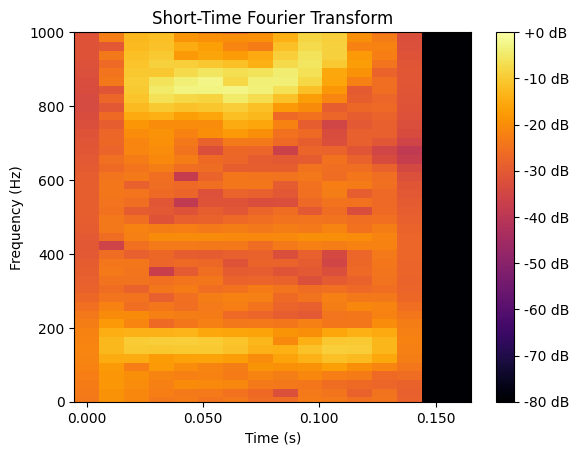 Short-Time Fourier Transform
1000
800
600
400
200
0
Frequency (Hz)
0.000
0.050
0.100
0.150
Time (s)
+0 dB
-10 dB
-20 dB
-30 dB
-40 dB
-50 dB
-60 dB
-70 dB
-80 dB